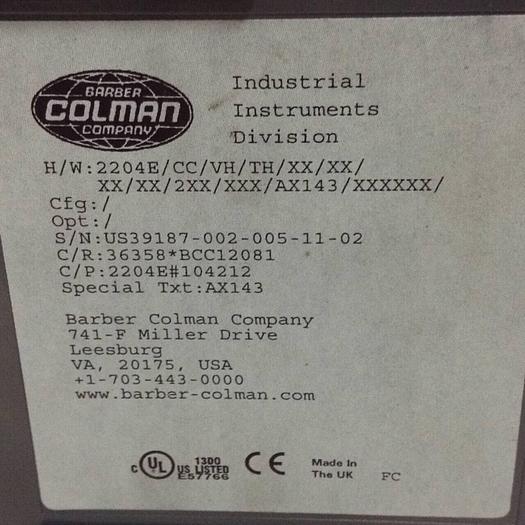 BARBER
COLMAN
COMPANY
Industrial
Instruments
Division
H/W:2204E/CC/VH/TH/XX/XX/
XX/XX/2XX/XXX/AX143/XXXXXX/
Cfg:/
Opt:/
S/N:US39187-002-005-11-02
C/R:36358*BCC12081
C/P:2204E#104212
Special Txt:AX143
Barber Colman Company
741-F Miller Drive
Leesburg
VA, 20175, USA
+1-703-443-0000
www.barber-colman.com
C UL US 1300
LISTED
E57766
CE
Made In
The UK
FC